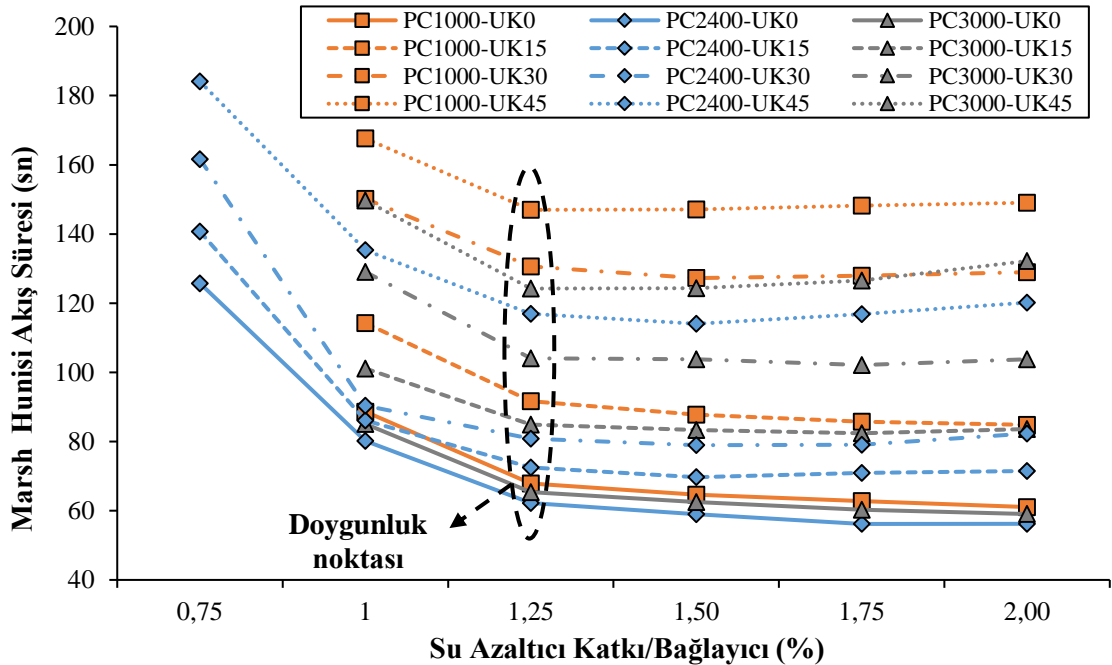 PC1000-UK0 PC2400-UK0 PC3000-UK0
PC1000-UK15 PC2400-UK15 PC3000-UK15
PC1000-UK30 PC2400-UK30 PC3000-UK30
PC1000-UK45 PC2400-UK45 PC3000-UK45
Marsh Hunisi Akış Süresi (sn)
200
180
160
140
120
100
80
60
40
Doygunluk
noktası
0,75 1 1,25 1,50 1,75 2,00
Su Azaltıcı Katkı/Bağlayıcı (%)